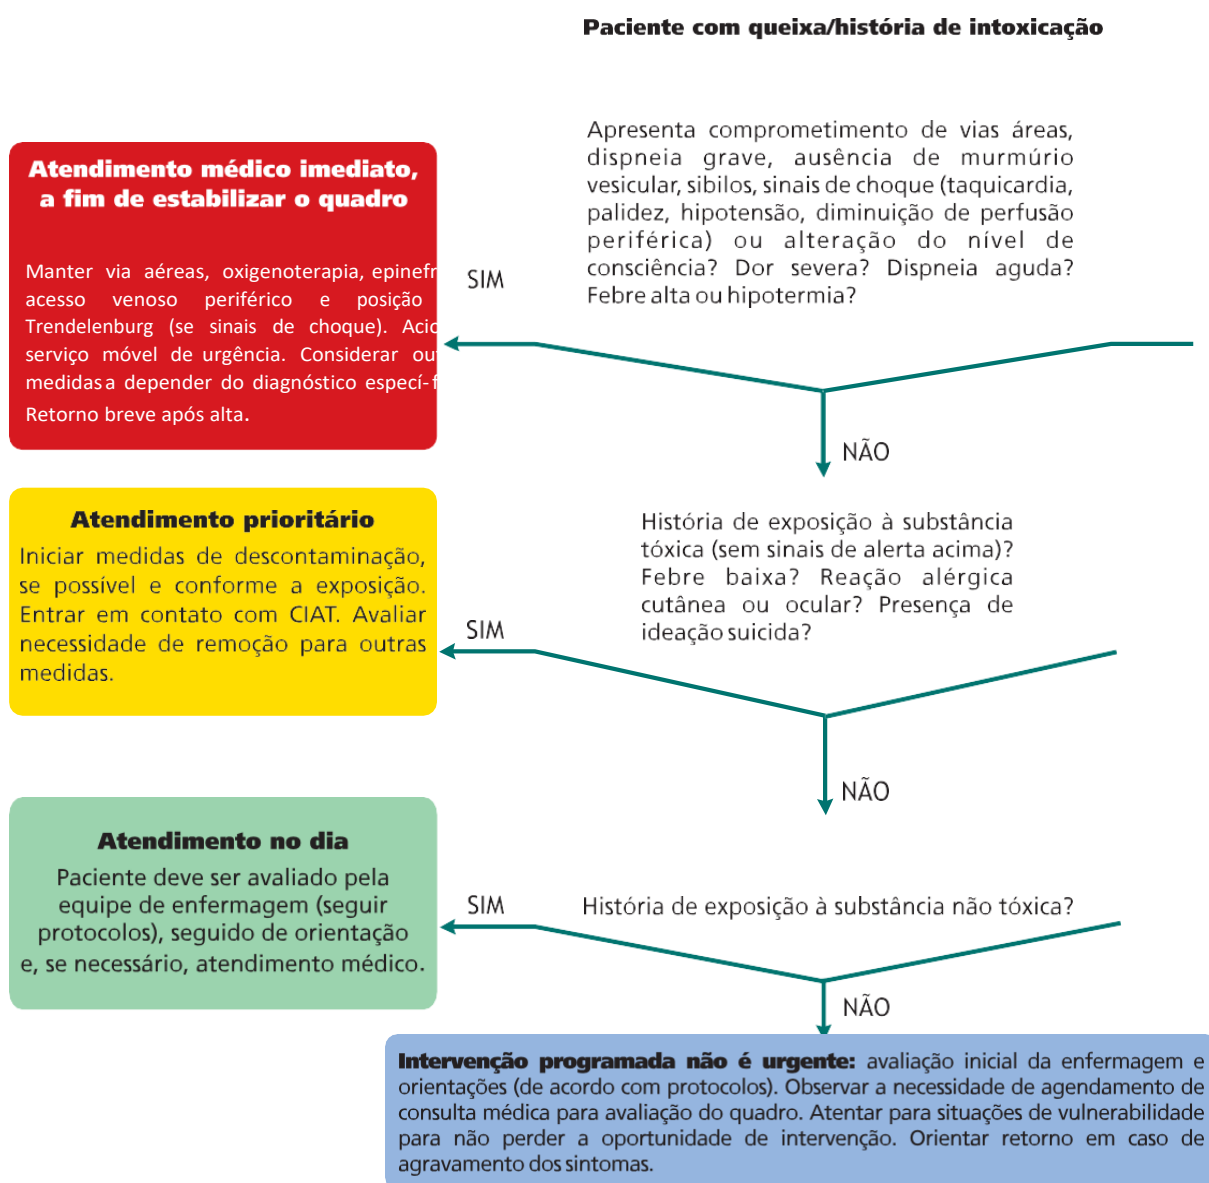 Paciente com queixa/história de intoxicação
Apresenta comprometimento de vias áreas,
dispneia grave, ausência de murmúrio
vesicular, sibilos, sinais de choque (taquicardia,
palidez, hipotensão, diminuição de perfusão
periférica) ou alteração do nível de
consciência? Dor severa? Dispneia aguda?
Febre alta ou hipotermia?
Atendimento médico imediato,
a fim de estabilizar o quadro
Manter via aéreas, oxigenoterapia, epinefr
acesso venoso periférico e posição
Trendelenburg (se sinais de choque). Acio
serviço móvel de urgência. Considerar ou
medidas a depender do diagnóstico especí- f
Retorno breve após alta.
SIM
NÃO
História de exposição à substância
tóxica (sem sinais de alerta acima)?
Febre baixa? Reação alérgica
cutânea ou ocular? Presença de
ideação suicida?
Atendimento prioritário
Iniciar medidas de descontaminação,
se possível e conforme a exposição.
Entrar em contato com CIAT. Avaliar
necessidade de remoção para outras
medidas.
SIM
NÃO
Atendimento no dia
Paciente deve ser avaliado pela
equipe de enfermagem (seguir
protocolos), seguido de orientação
e, se necessário, atendimento médico.
SIM
História de exposição à substância não tóxica?
NÃO
Intervenção programada não é urgente: avaliação inicial da enfermagem e
orientações (de acordo com protocolos). Observar a necessidade de agendamento de
consulta médica para avaliação do quadro. Atentar para situações de vulnerabilidade
para não perder a oportunidade de intervenção. Orientar retorno em caso de
agravamento dos sintomas.